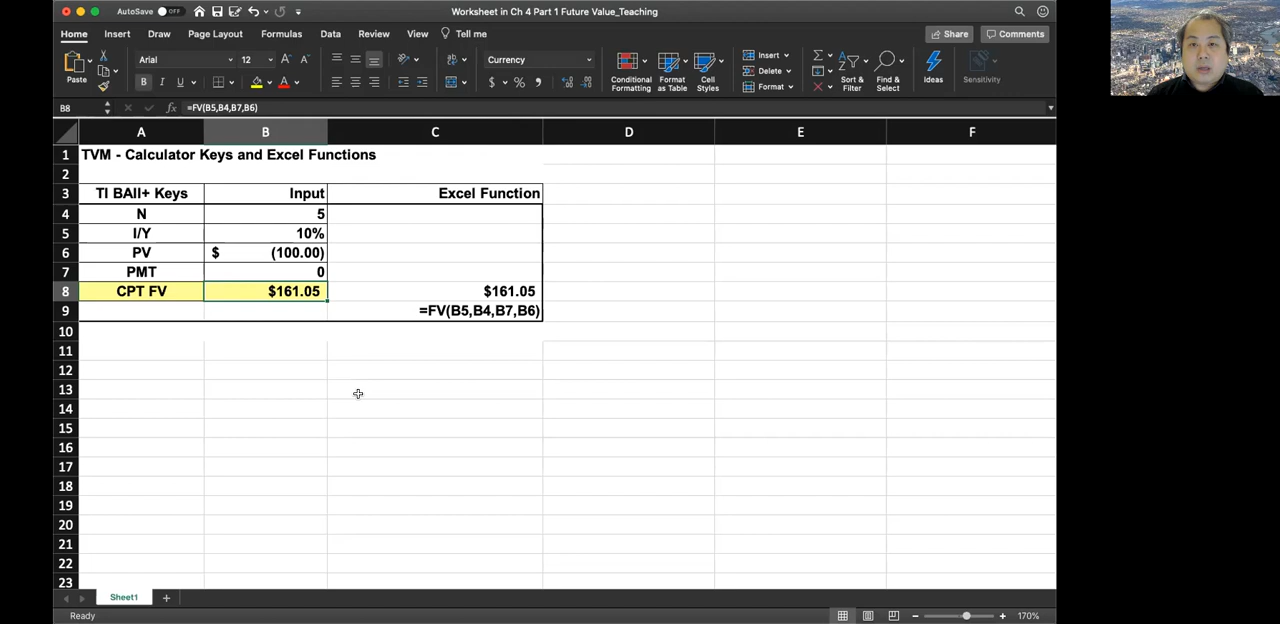 AutoSave OFF
Worksheet in Ch 4 Part 1 Future Value_Teaching
Home Insert Draw Page Layout Formulas Data Review View Tell me Share Comments
Paste Arial 12 A A Currency Insert Delete Format
B I U A $ % Conditional Formatting Format as Table Cell Styles Sort & Filter Find & Select Ideas Sensitivity
B8 fx =FV(B5,B4,B7,B6)
A B C D E F
1 TVM - Calculator Keys and Excel Functions
2
3 TI BAII+ Keys Input Excel Function
4 N 5
5 I/Y 10%
6 PV $ (100.00)
7 PMT 0
8 CPT FV $161.05 $161.05
9 =FV(B5,B4,B7,B6)
10
11
12
13
14
15
16
17
18
19
20
21
22
23
Sheet1
Ready 170%